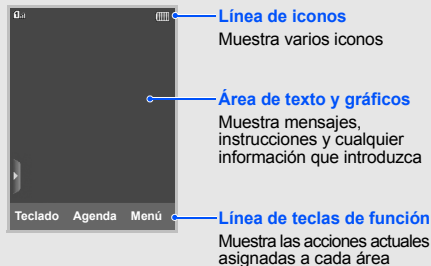 Línea de iconos
Muestra varios iconos
Área de texto y gráficos
Muestra mensajes,
instrucciones y cualquier
información que introduzca
Teclado Agenda Menú
Línea de teclas de función
Muestra las acciones actuales
asignadas a cada área